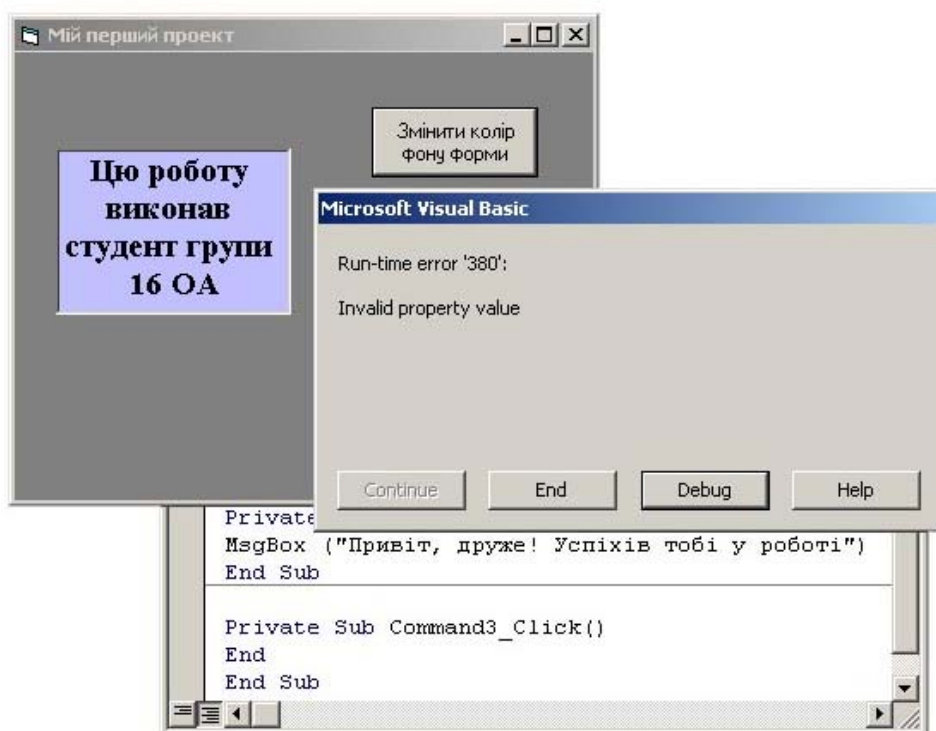 Мій перший проект
Змінити колір
фону форми
Цю роботу
виконав
студент групи
16 ОА
Microsoft Visual Basic
Run-time error '380':
Invalid property value
Continue
End
Debug
Help
Private
MsgBox ("Привіт, друже! Успіхів тобі у роботі")
End Sub
Private Sub Command3_Click()
End
End Sub